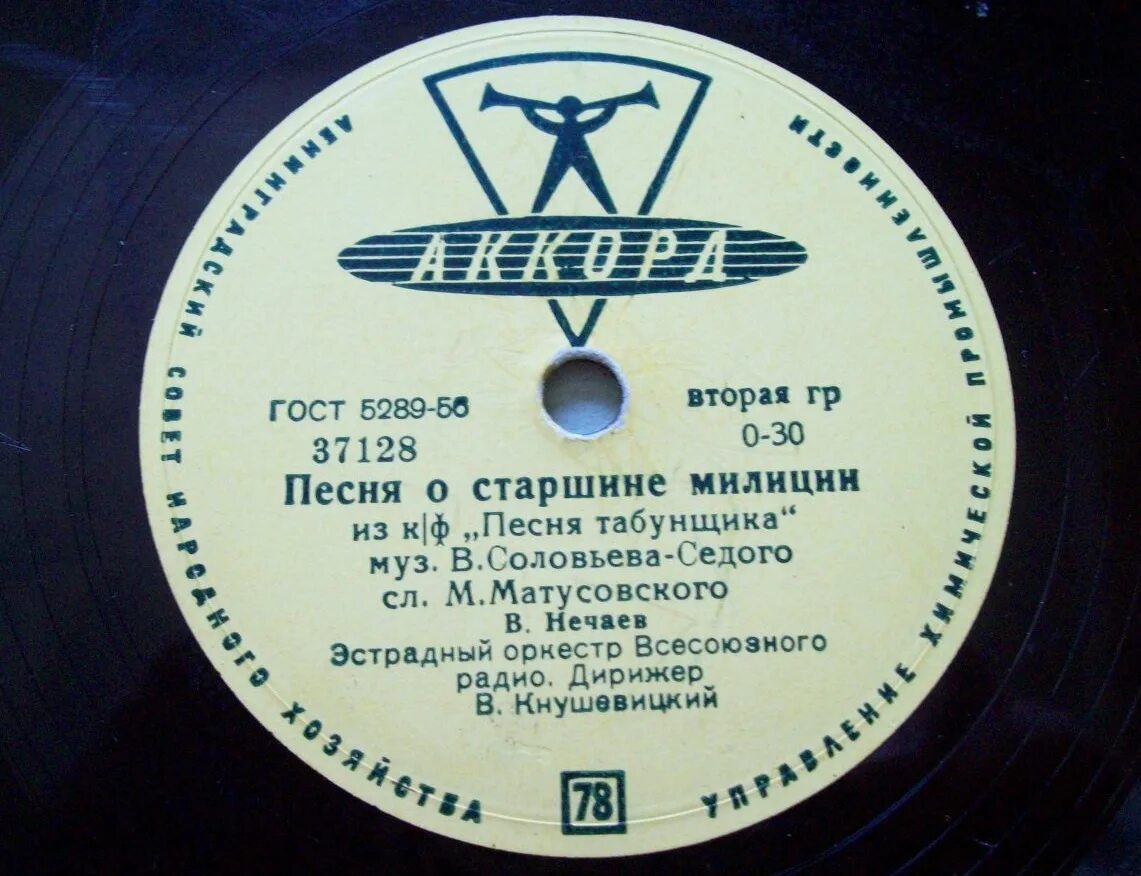 АККОРД
ЛЕНИНГРАДСКИЙ СОВЕТ НАРОДНОГО ХОЗЯЙСТВА
УПРАВЛЕНИЕ ХИМИЧЕСКОЙ ПРОМЫШЛЕННОСТИ
ГОСТ 5289-56 вторая гр
37128 0-30
Песня о старшине милиции
из к|ф „Песня табунщика“
муз. В.Соловьева-Седого
сл. М.Матусовского
В. Нечаев
Эстрадный оркестр Всесоюзного
радио. Дирижер
В. Кнушевицкий
78